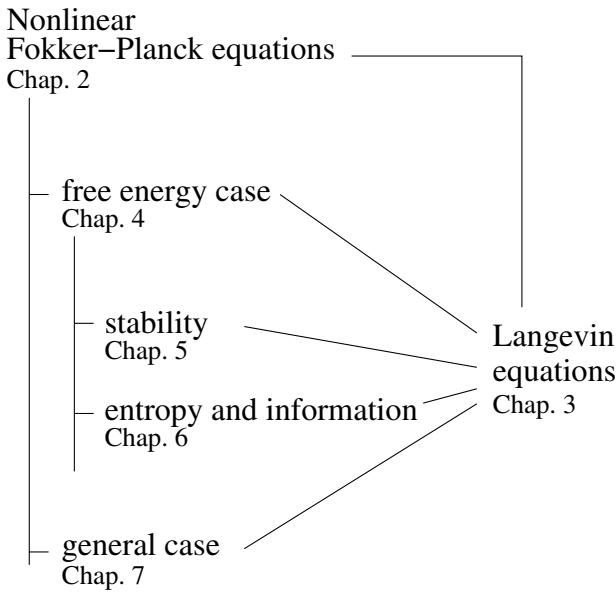 Nonlinear
Fokker−Planck equations
Chap. 2
free energy case
Chap. 4
stability
Chap. 5
entropy and information
Chap. 6
general case
Chap. 7
Langevin
equations
Chap. 3